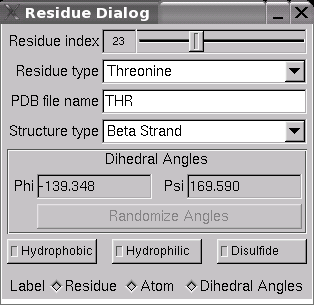 Residue Dialog
Residue index 23
Residue type Threonine
PDB file name THR
Structure type Beta Strand
Dihedral Angles
Phi -139.348 Psi 169.590
Randomize Angles
Hydrophobic Hydrophilic Disulfide
Label Residue Atom Dihedral Angles